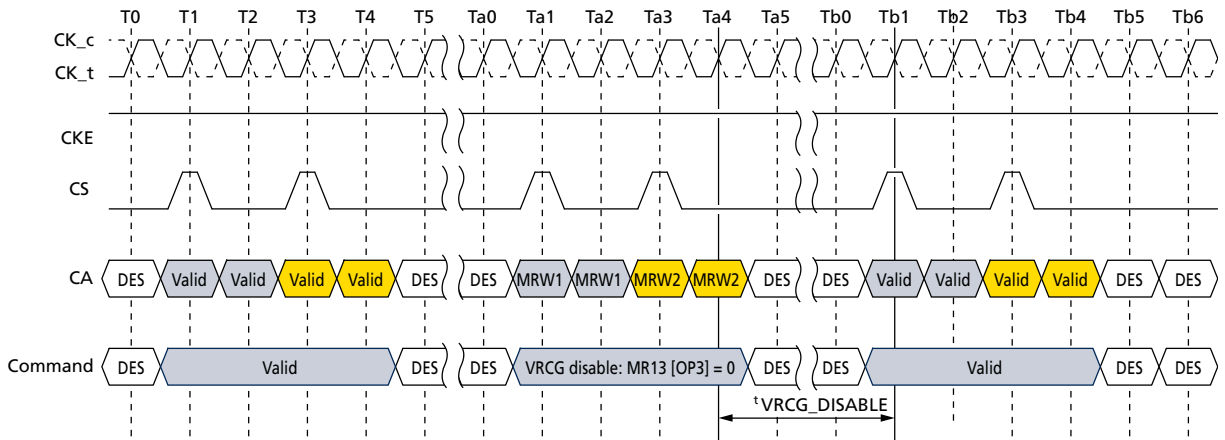 T0 T1 T2 T3 T4 T5 Ta0 Ta1 Ta2 Ta3 Ta4 Ta5 Tb0 Tb1 Tb2 Tb3 Tb4 Tb5 Tb6
CK_c
CK_t
CKE
CS
CA DES Valid Valid Valid Valid DES DES MRW1 MRW1 MRW2 MRW2 DES DES Valid Valid Valid Valid DES DES
Command DES Valid DES DES VRCG disable: MR13 [OP3] = 0 DES DES Valid DES DES
tVRCG_DISABLE